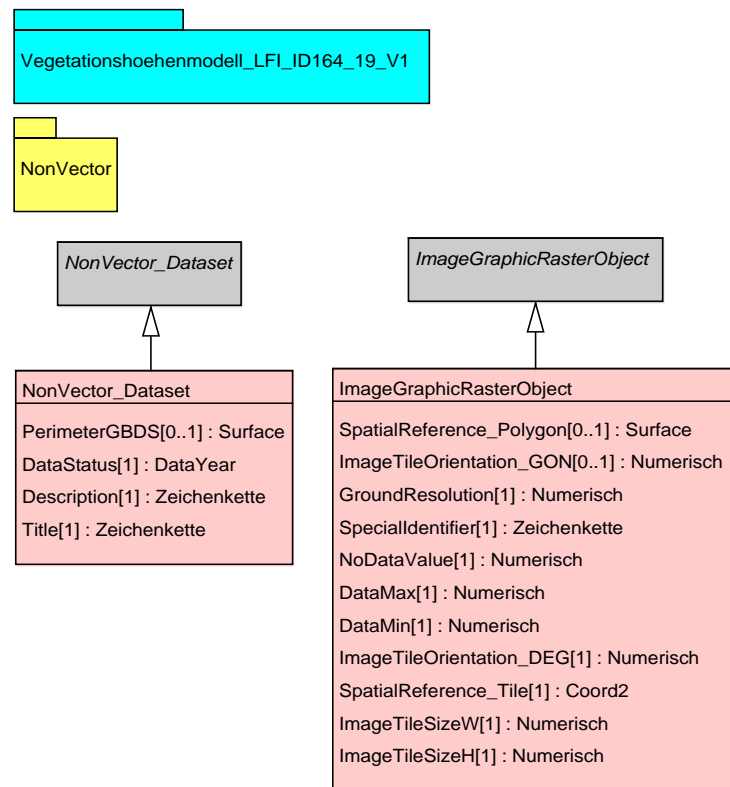 Vegetationshoehenmodell_LFI_ID164_19_V1
NonVector
NonVector_Dataset
NonVector_Dataset
PerimeterGBDS[0..1] : Surface
DataStatus[1] : DataYear
Description[1] : Zeichenkette
Title[1] : Zeichenkette
ImageGraphicRasterObject
ImageGraphicRasterObject
SpatialReference_Polygon[0..1] : Surface
ImageTileOrientation_GON[0..1] : Numerisch
GroundResolution[1] : Numerisch
SpecialIdentifier[1] : Zeichenkette
NoDataValue[1] : Numerisch
DataMax[1] : Numerisch
DataMin[1] : Numerisch
ImageTileOrientation_DEG[1] : Numerisch
SpatialReference_Tile[1] : Coord2
ImageTileSizeW[1] : Numerisch
ImageTileSizeH[1] : Numerisch